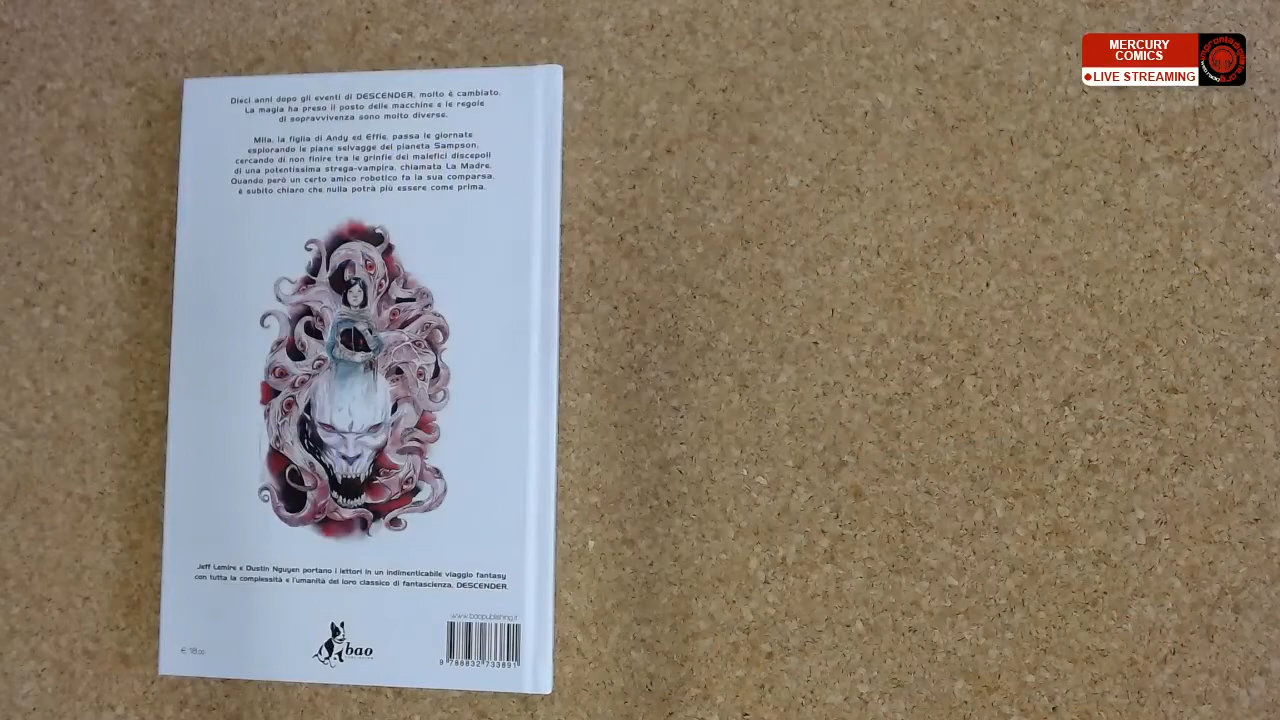 MERCURY
COMICS
LIVE STREAMING
Dieci anni dopo gli eventi di DESCENDER, molto è cambiato.
La magia ha preso il posto delle macchine e le regole
di sopravvivenza sono molto diverse.
Mila, la figlia di Andy ed Effie, passa le giornate
esplorando le piane selvagge del pianeta Sampson,
cercando di non finire tra le grinfie dei malefici discepoli
di una potentissima strega-vampira, chiamata La Madre.
Quando però un certo amico robotico fa la sua comparsa,
è subito chiaro che nulla potrà più essere come prima.
Jeff Lemire e Dustin Nguyen portano i lettori in un indimenticabile viaggio fantasy
con tutta la complessità e l'umanità del loro classico di fantascienza, DESCENDER.
www.baopublishing.it
€ 18,00
bao
9 788832 733891